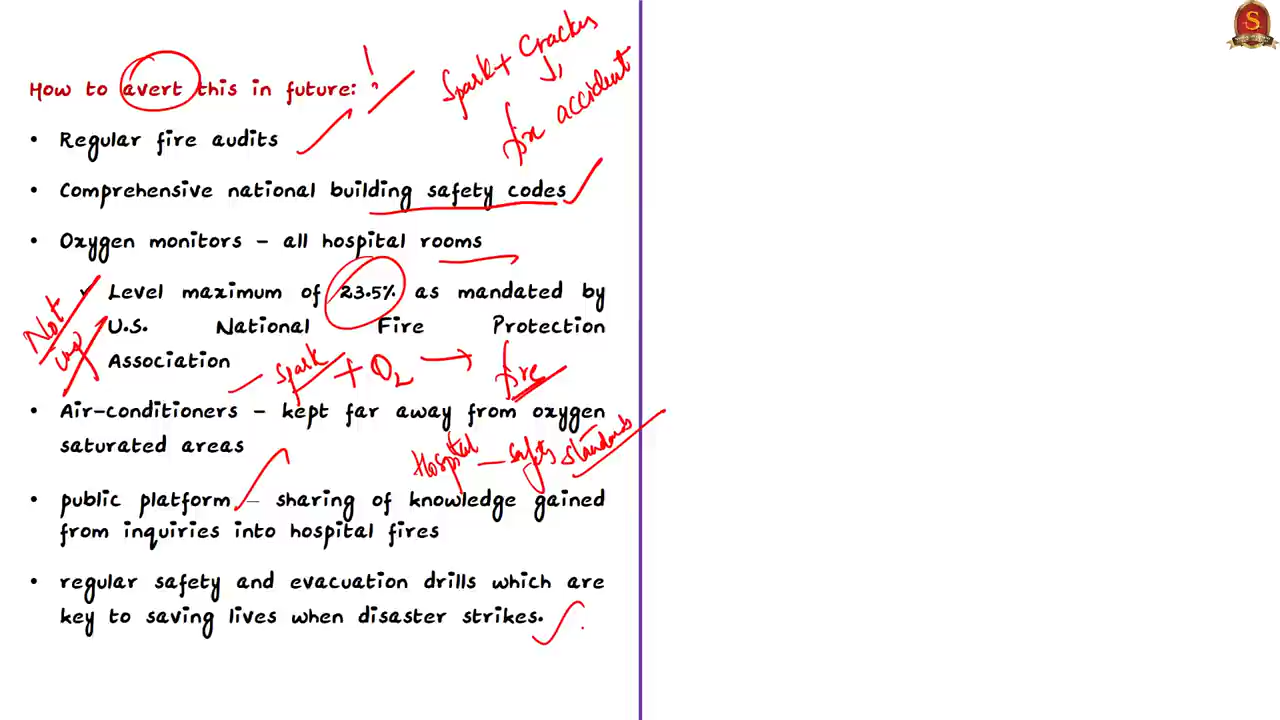 Spark + Cracker
fire accident
How to avert this in future:
• Regular fire audits
• Comprehensive national building safety codes
• Oxygen monitors – all hospital rooms
Level maximum of 23.5% as mandated by
U.S. National Fire Protection
Association
Not
imp
Spark + O2 → fire
• Air-conditioners – kept far away from oxygen
saturated areas
Hospital – safety standards
• public platform – sharing of knowledge gained
from inquiries into hospital fires
• regular safety and evacuation drills which are
key to saving lives when disaster strikes.
S